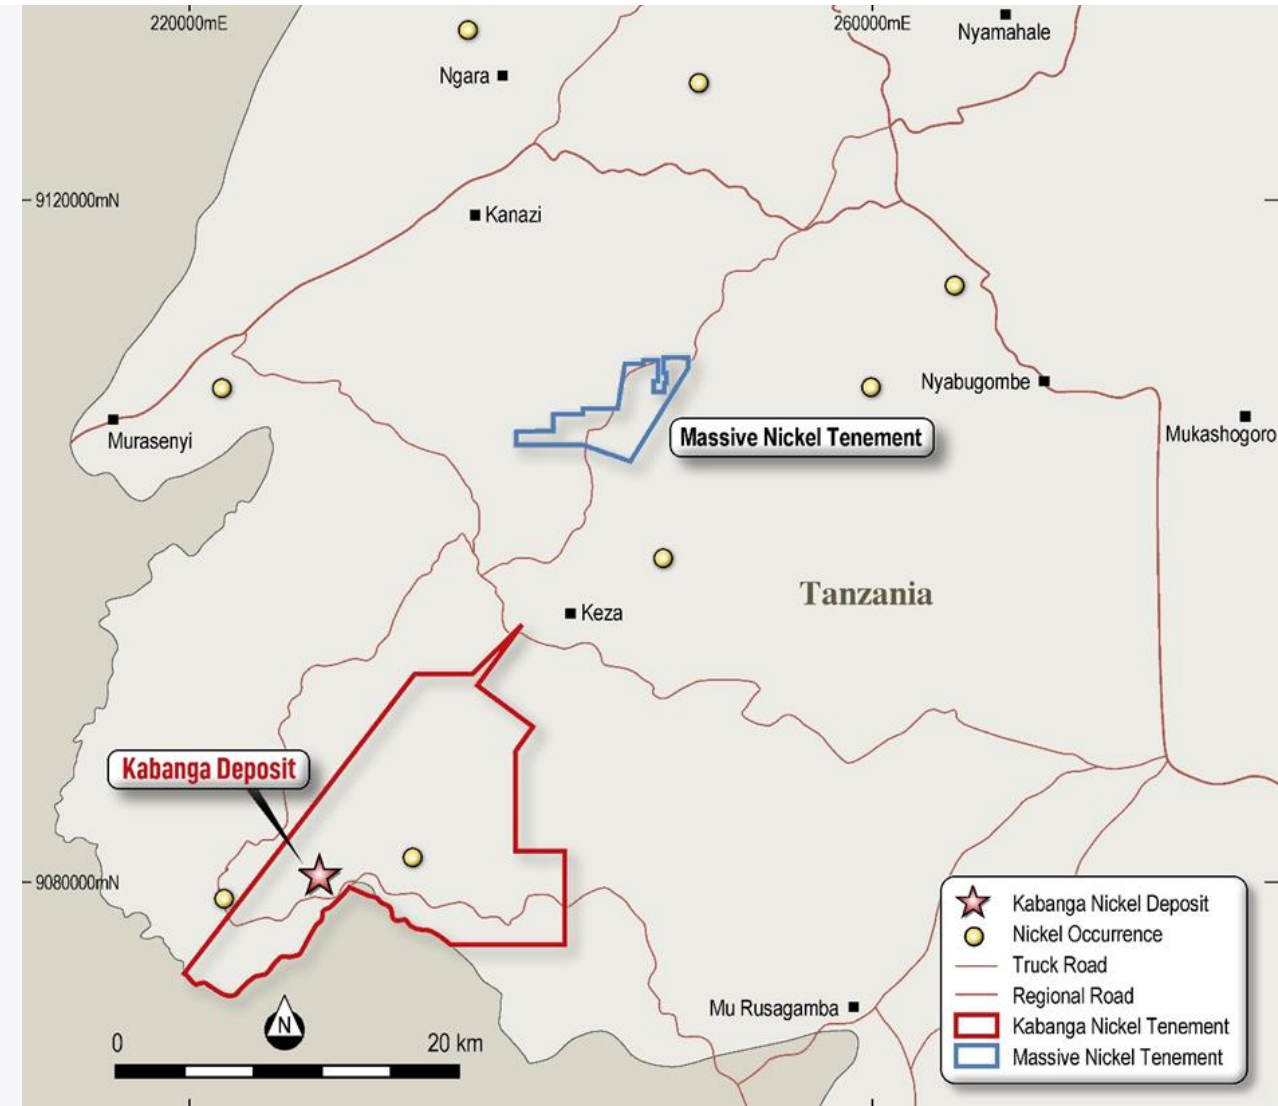 220000mE
260000mE
Nyamahale
Ngara
9120000mN
Kanazi
Nyabugombe
Murasenyi
Massive Nickel Tenement
Mukashogoro
Tanzania
Keza
Kabanga Deposit
9080000mN
Kabanga Nickel Deposit
Nickel Occurrence
Truck Road
Regional Road
Kabanga Nickel Tenement
Massive Nickel Tenement
Mu Rusagamba
N
0 20 km